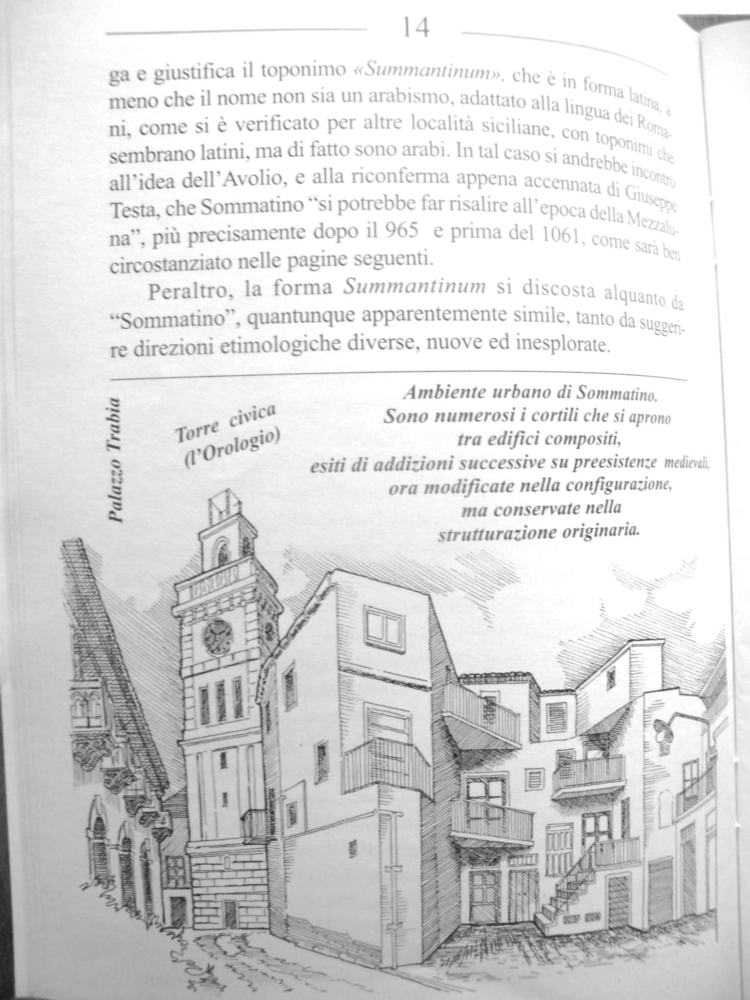 14
ga e giustifica il toponimo «Summantinum», che è in forma latina, a
meno che il nome non sia un arabismo, adattato alla lingua dei Roma-
ni, come si è verificato per altre località siciliane, con toponimi che
sembrano latini, ma di fatto sono arabi. In tal caso si andrebbe incontro
all'idea dell'Avolio, e alla riconferma appena accennata di Giuseppe
Testa, che Sommatino “si potrebbe far risalire all'epoca della Mezzalu-
na”, più precisamente dopo il 965 e prima del 1061, come sarà ben
circostanziato nelle pagine seguenti.
Peraltro, la forma Summantinum si discosta alquanto da
“Sommatino”, quantunque apparentemente simile, tanto da suggeri-
re direzioni etimologiche diverse, nuove ed inesplorate.
Palazzo Trabia
Torre civica
(l'Orologio)
Ambiente urbano di Sommatino.
Sono numerosi i cortili che si aprono
tra edifici compositi,
esiti di addizioni successive su preesistenze medievali,
ora modificate nella configurazione,
ma conservate nella
strutturazione originaria.